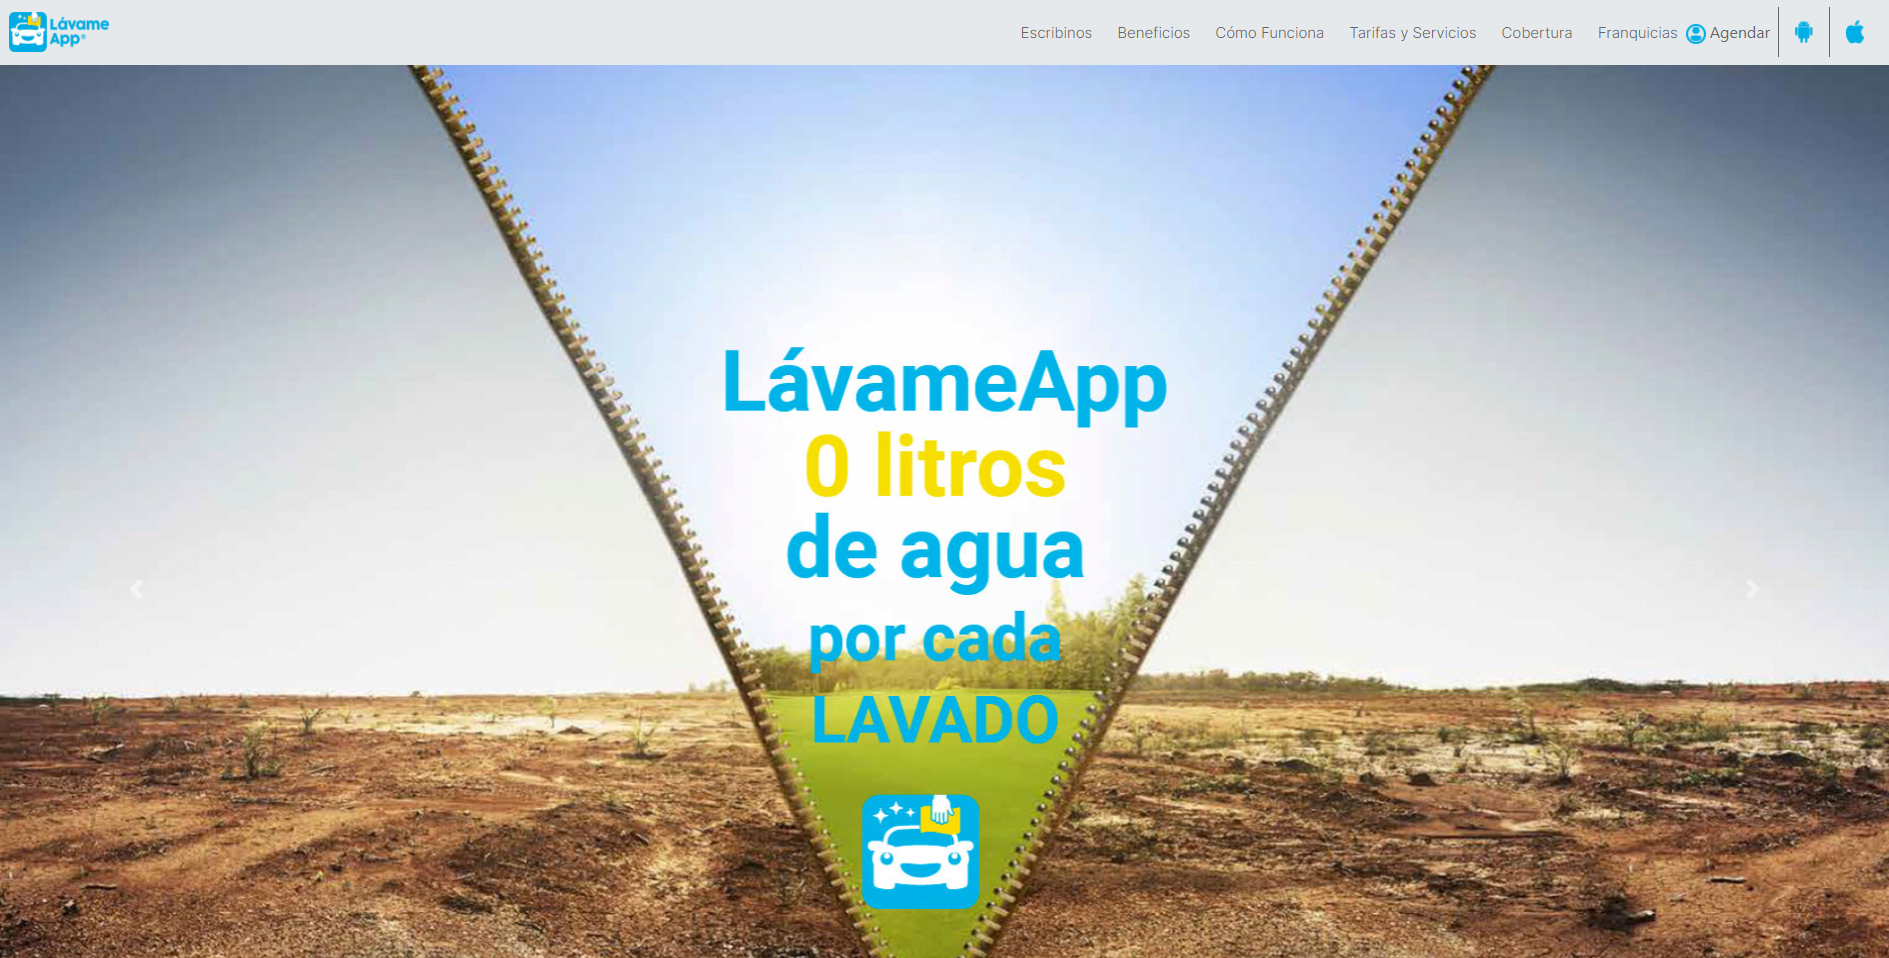 Lávame
App®
Escribinos Beneficios Cómo Funciona Tarifas y Servicios Cobertura Franquicias Agendar
LávameApp
0 litros
de agua
por cada
LAVADO